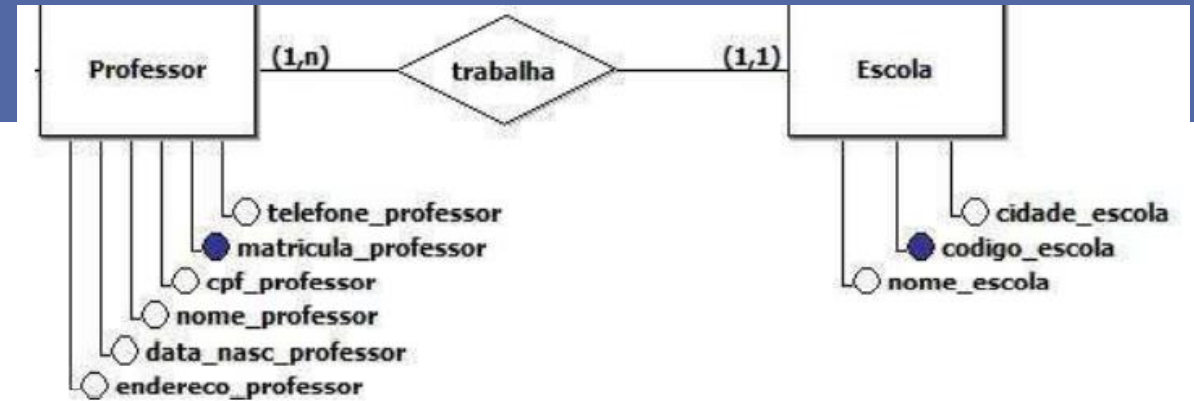 Professor (1,n) trabalha (1,1) Escola
telefone_professor cidade_escola
matricula_professor codigo_escola
cpf_professor nome_escola
nome_professor
data_nasc_professor
endereco_professor